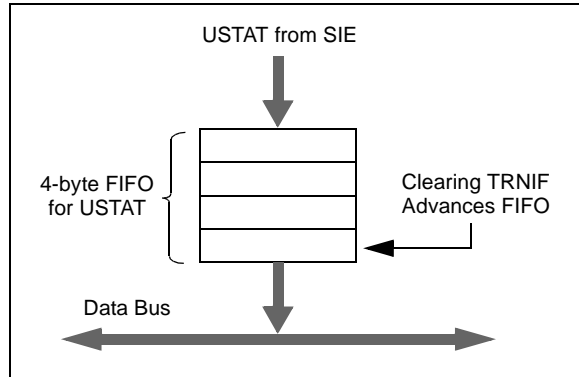 USTAT from SIE
4-byte FIFO
for USTAT
Clearing TRNIF
Advances FIFO
Data Bus